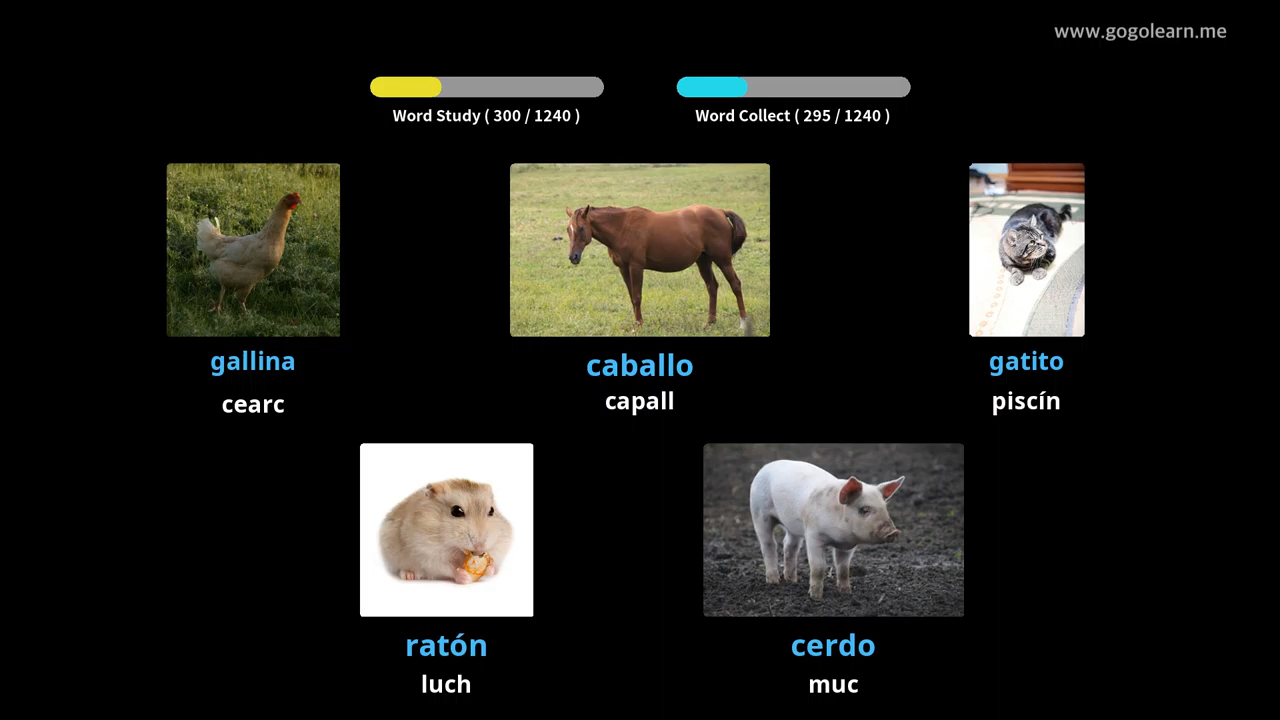 www.gogolearn.me
Word Study ( 300 / 1240 )
Word Collect ( 295 / 1240 )
gallina
cearc
caballo
capall
gatito
piscín
ratón
luch
cerdo
muc